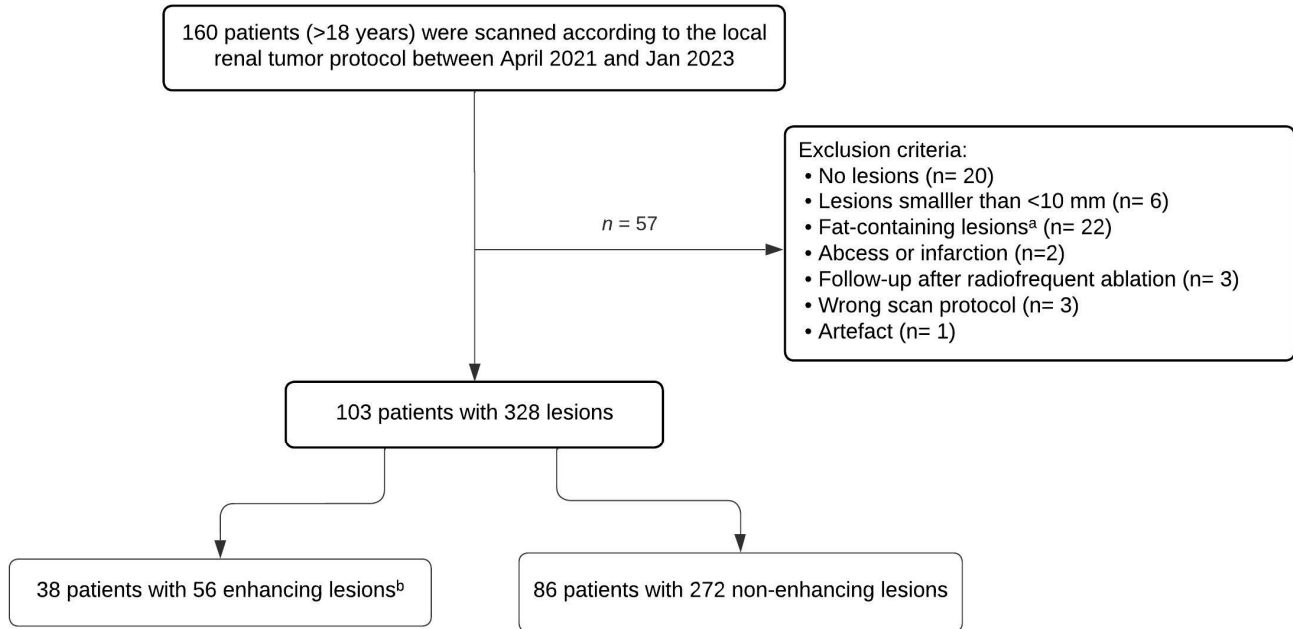 160 patients (>18 years) were scanned according to the local
renal tumor protocol between April 2021 and Jan 2023
Exclusion criteria:
• No lesions (n= 20)
• Lesions smalller than <10 mm (n= 6)
• Fat-containing lesionsᵃ (n= 22)
• Abcess or infarction (n=2)
• Follow-up after radiofrequent ablation (n= 3)
• Wrong scan protocol (n= 3)
• Artefact (n= 1)
n = 57
103 patients with 328 lesions
38 patients with 56 enhancing lesionsᵇ
86 patients with 272 non-enhancing lesions